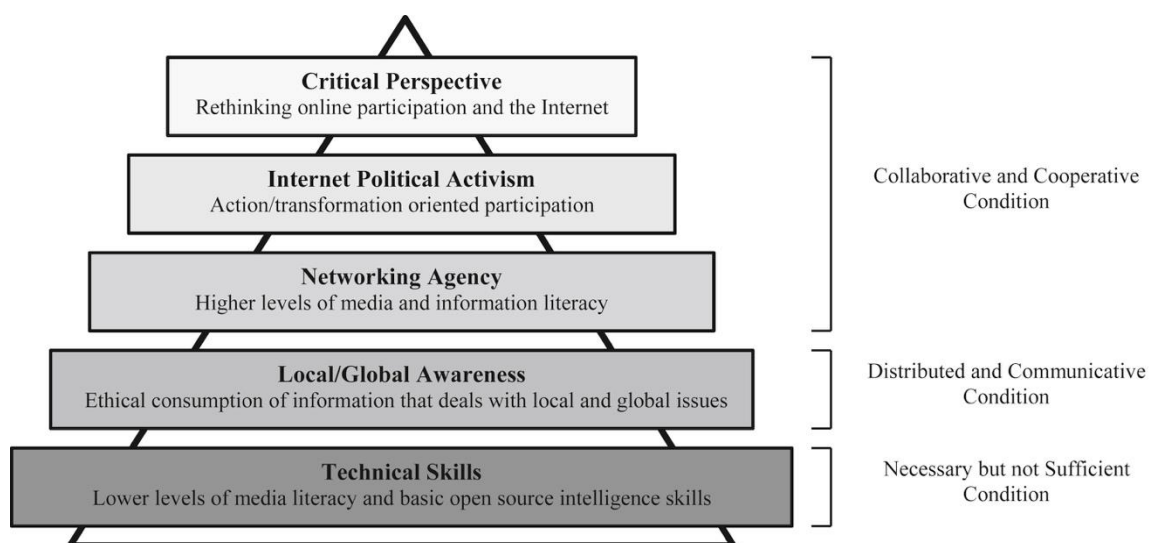 Critical Perspective
Rethinking online participation and the Internet
Internet Political Activism
Action/transformation oriented participation
Networking Agency
Higher levels of media and information literacy
Collaborative and Cooperative
Condition
Local/Global Awareness
Ethical consumption of information that deals with local and global issues
Distributed and Communicative
Condition
Technical Skills
Lower levels of media literacy and basic open source intelligence skills
Necessary but not Sufficient
Condition